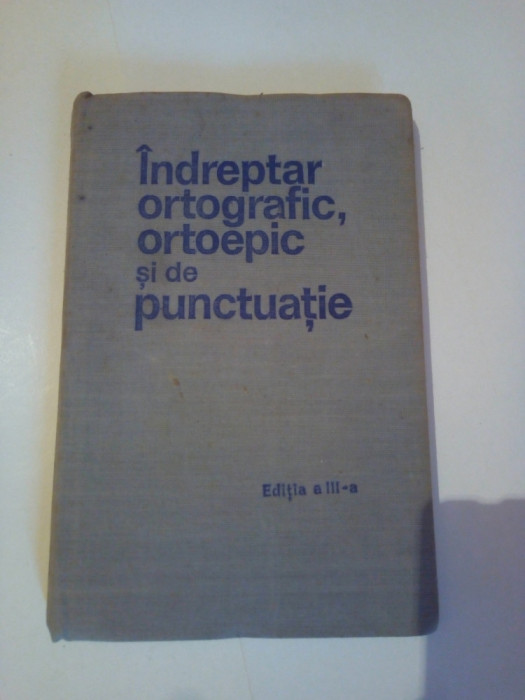 Îndreptar
ortografic,
ortoepic
și de
punctuație
Ediția a III-a